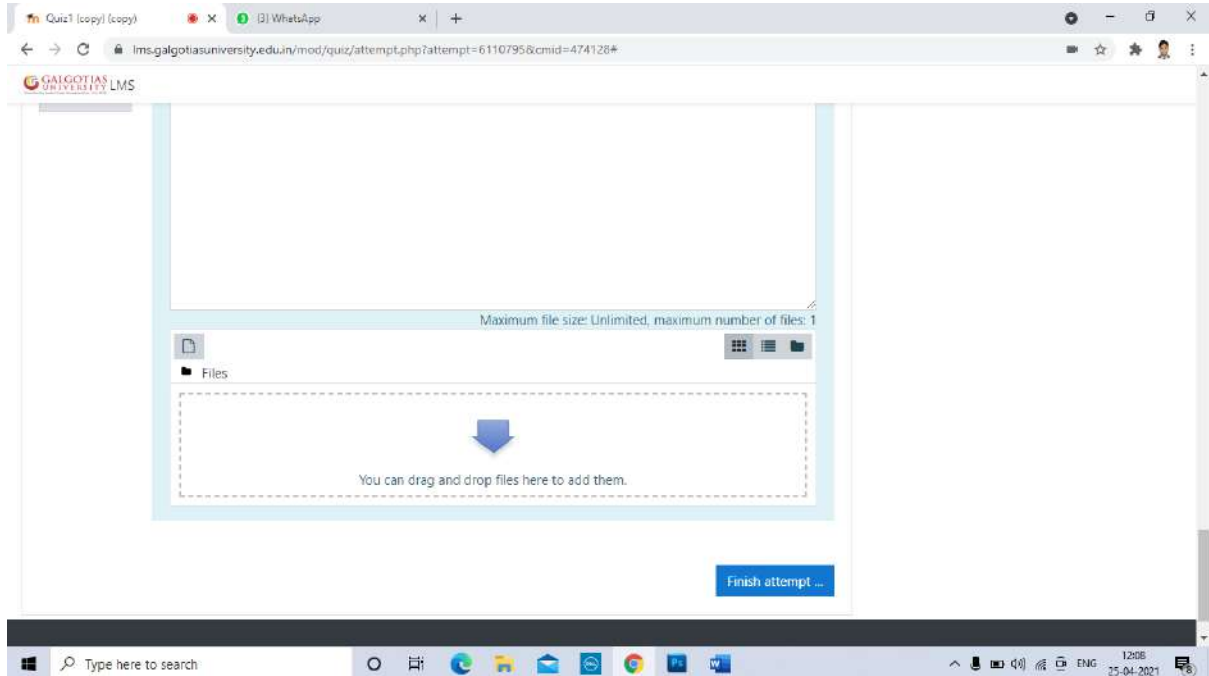 Quiz1 (copy) (copy)
(3) WhatsApp
lms.galgotiasuniversity.edu.in/mod/quiz/attempt.php?attempt=6110795&cmid=474128#
GALGOTIAS UNIVERSITY LMS
Maximum file size: Unlimited, maximum number of files: 1
Files
You can drag and drop files here to add them.
Finish attempt ...
Type here to search
Ps
W
ENG
12:08
25-04-2021
8